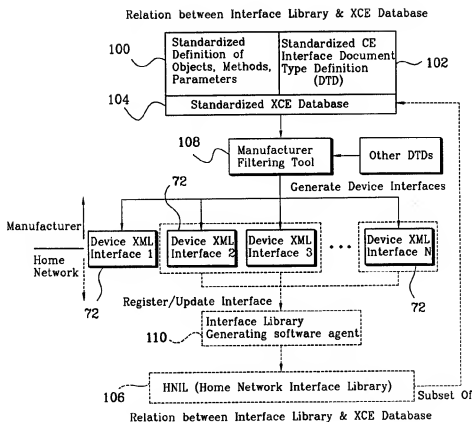 Relation between Interface Library & XCE Database
100
Standardized
Definition of
Objects, Methods,
Parameters
Standardized CE
Interface Document
Type Definition
(DTD)
102
104
Standardized XCE Database
108
Manufacturer
Filtering Tool
Other DTDs
Generate Device Interfaces
72
Manufacturer
Home
Network
Device XML
Interface 1
Device XML
Interface 2
Device XML
Interface 3
Device XML
Interface N
72
72
Register/Update Interface
Interface Library
Generating software agent
110
106
HNIL (Home Network Interface Library)
Subset Of
Relation between Interface Library & XCE Database